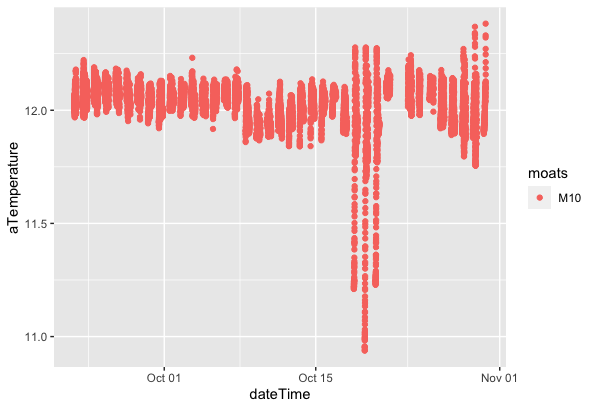 12.0
11.5
11.0
aTemperature
Oct 01
Oct 15
Nov 01
dateTime
moats
M10